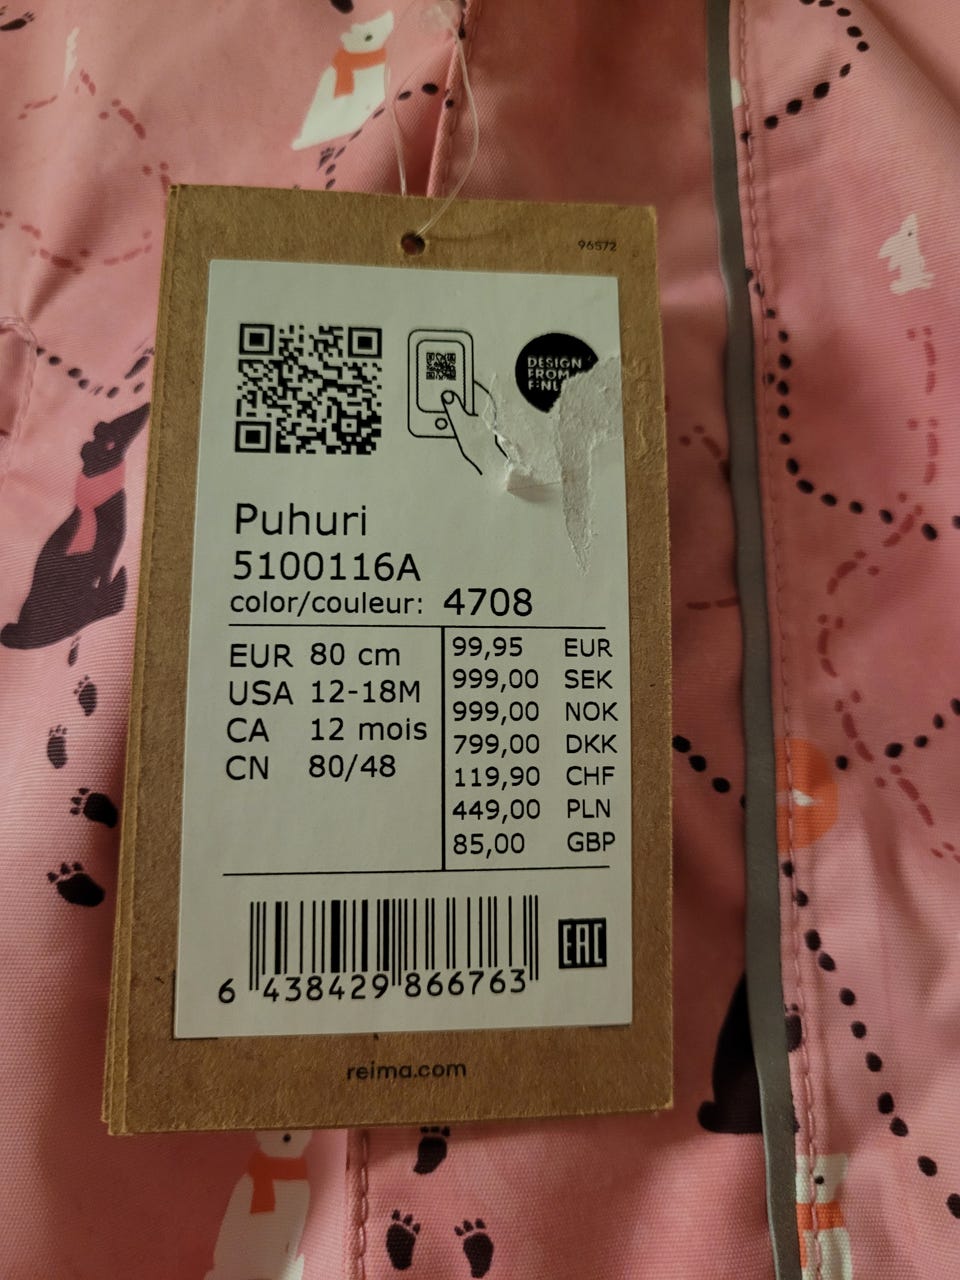 96572
DESIGN
FROM
Puhuri
5100116A
color/couleur: 4708
EUR 80 cm
USA 12-18M
CA 12 mois
CN 80/48
99,95 EUR
999,00 SEK
999,00 NOK
799,00 DKK
119,90 CHF
449,00 PLN
85,00 GBP
6 438429 866763
EAC
reima.com